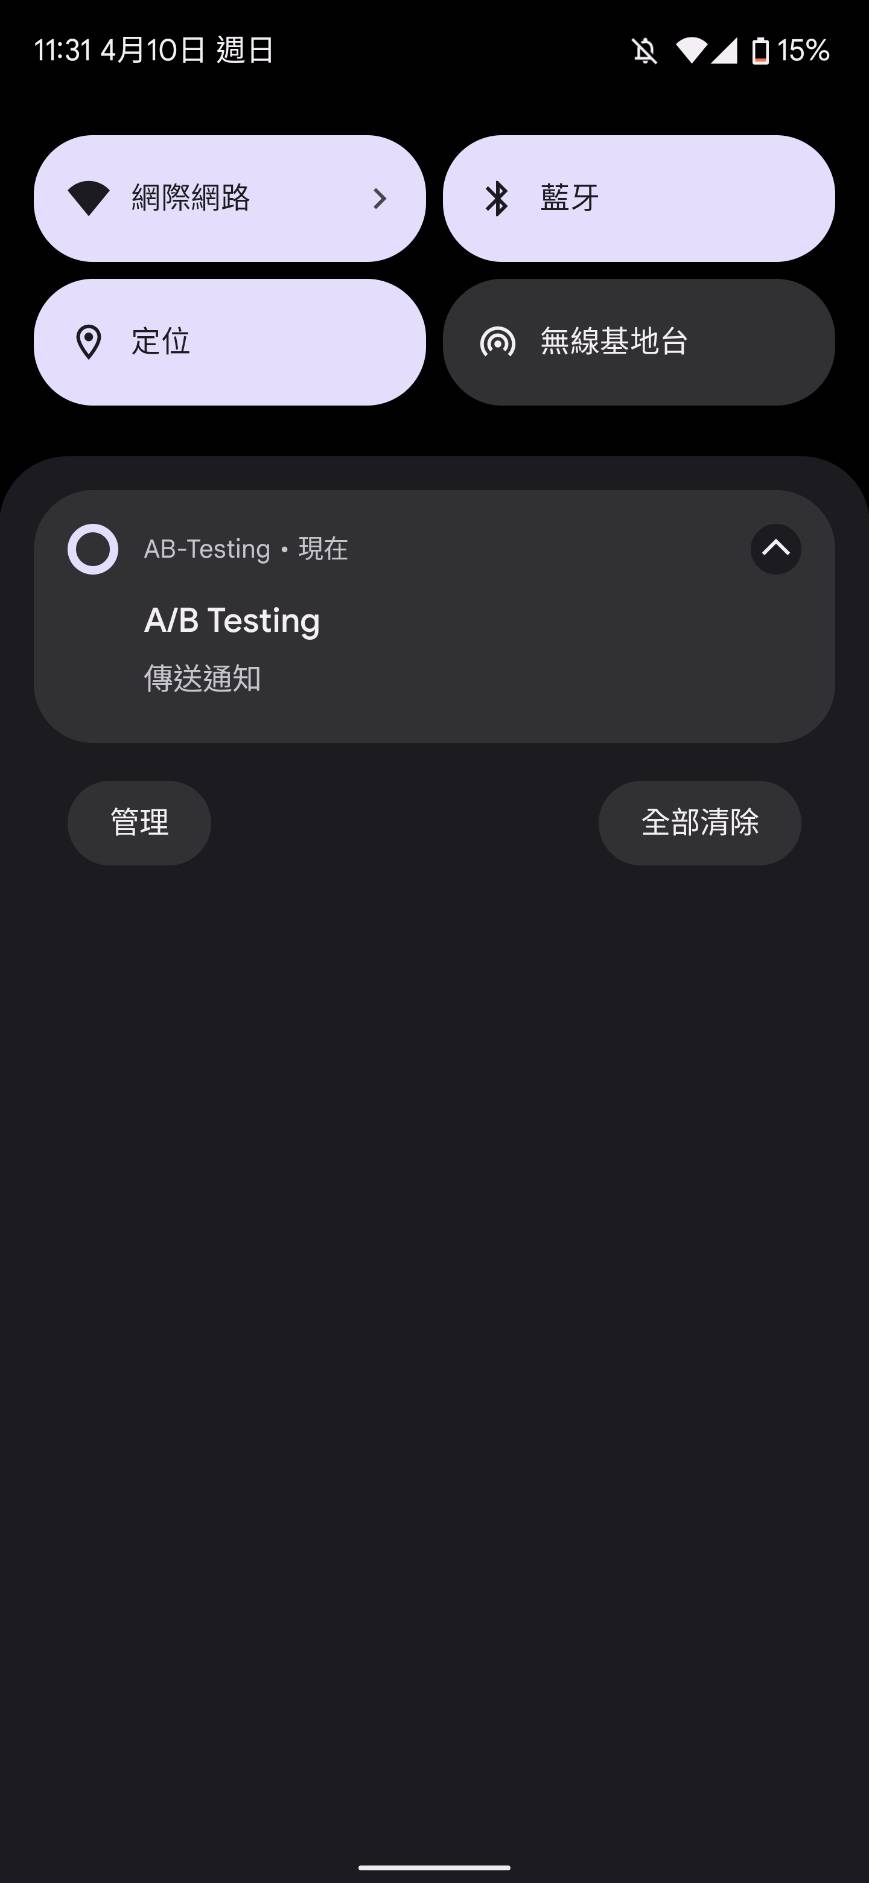 11:31 4月10日 週日
15%
網際網路
藍牙
定位
無線基地台
AB-Testing • 現在
A/B Testing
傳送通知
管理
全部清除